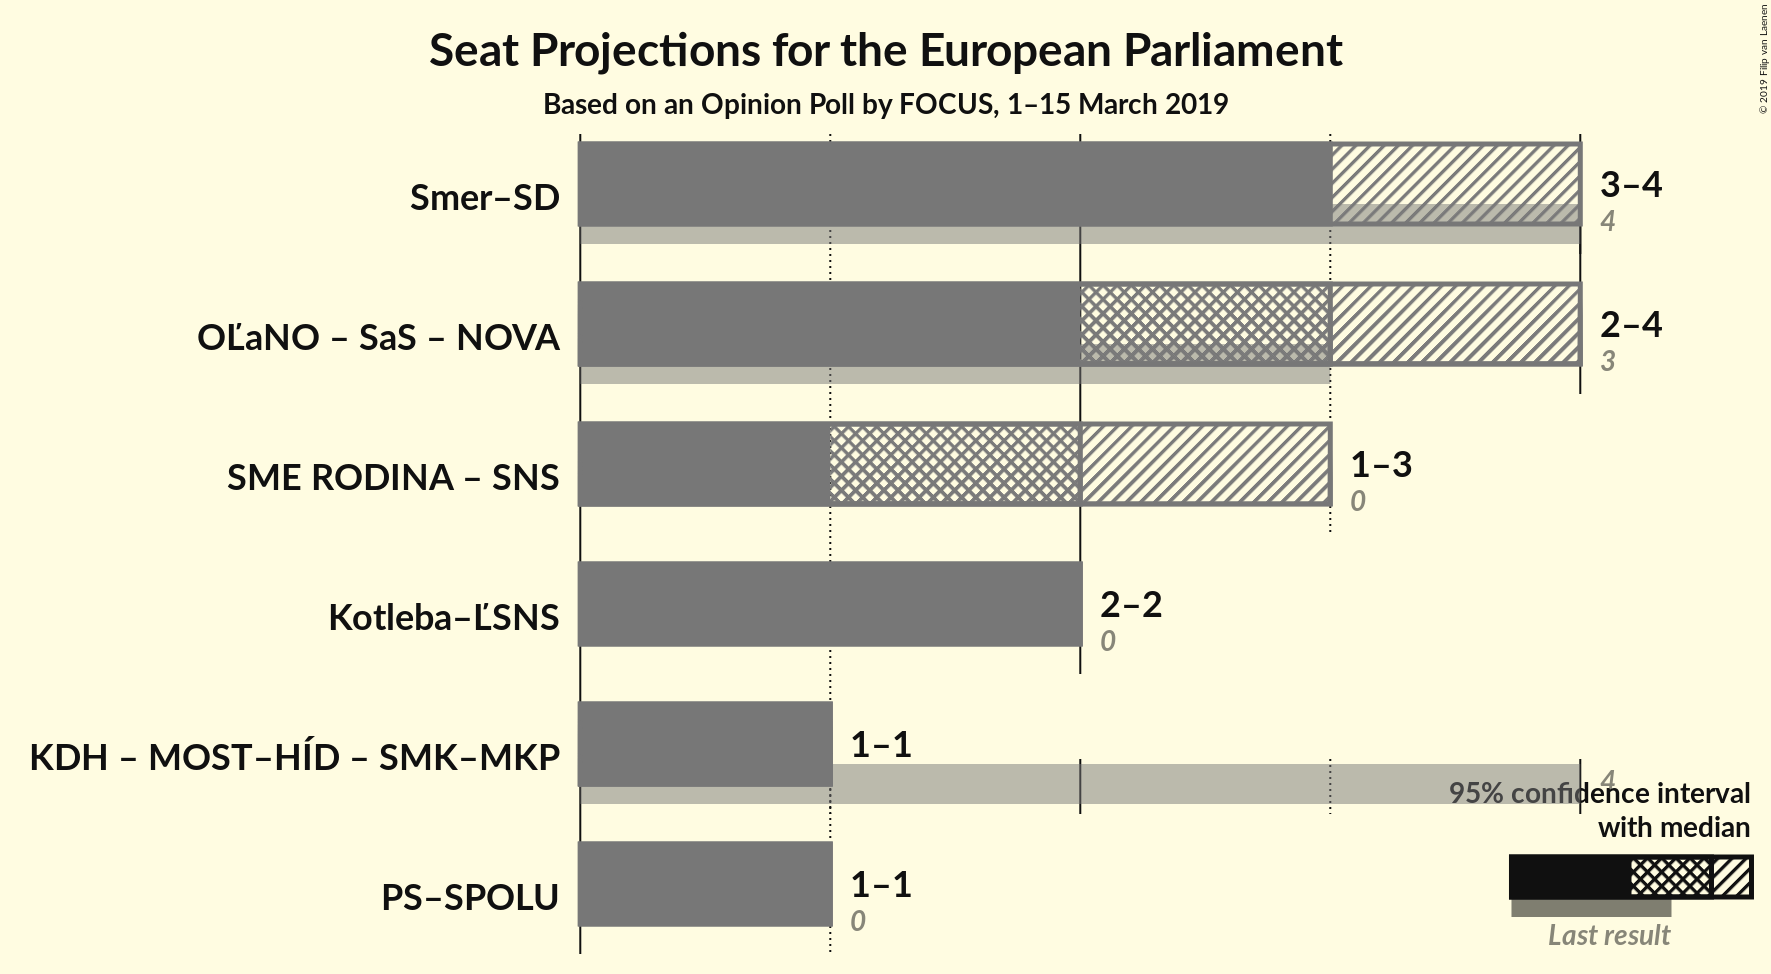 Seat Projections for the European Parliament
Based on an Opinion Poll by FOCUS, 1–15 March 2019
© 2019 Filip van Laenen
Smer–SD
3–4
4
OĽaNO – SaS – NOVA
2–4
3
SME RODINA – SNS
1–3
0
Kotleba–ĽSNS
2–2
0
KDH – MOST–HÍD – SMK–MKP
1–1
4
PS–SPOLU
1–1
0
95% confidence interval
with median
Last result